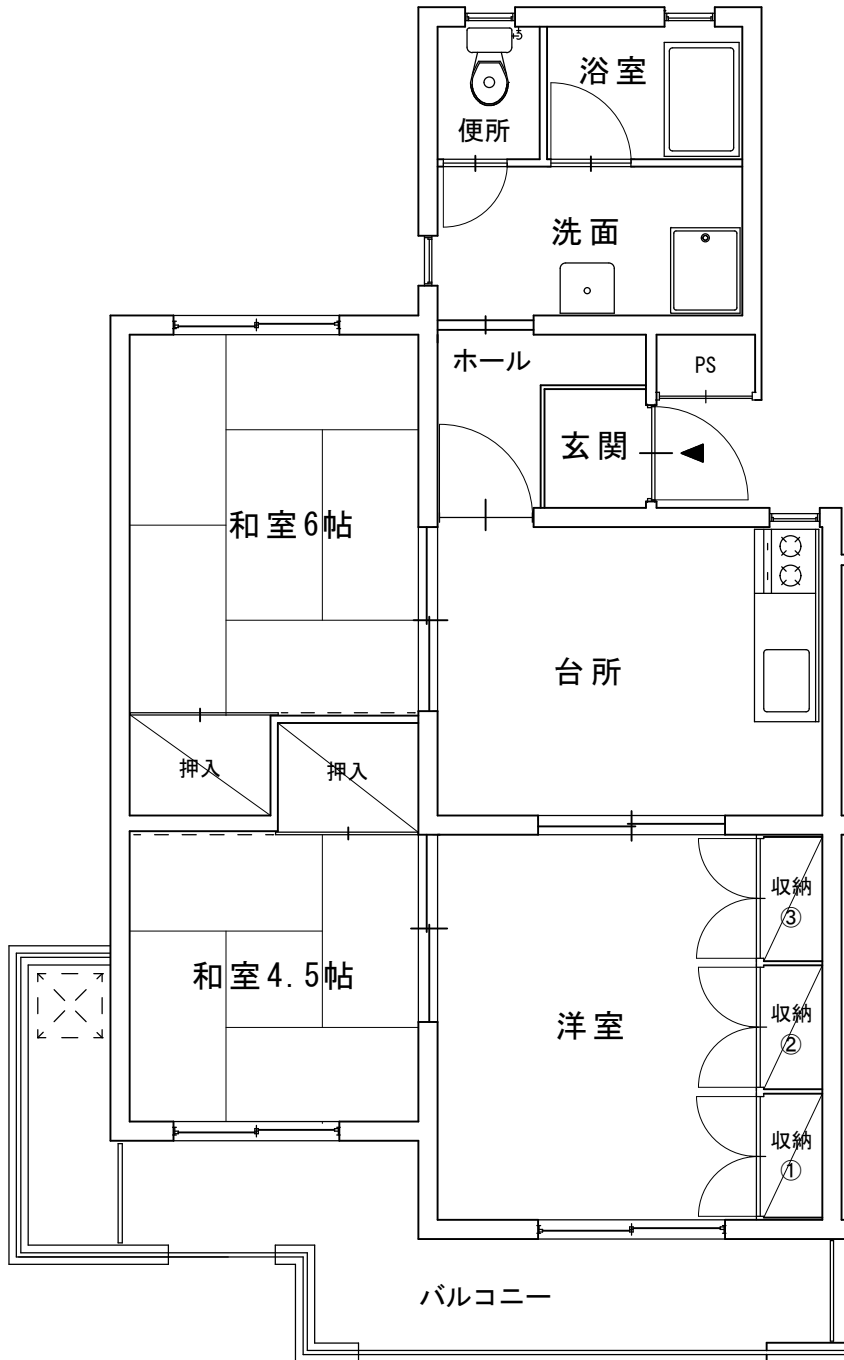 浴室
便所
洗面
ホール
PS
玄関
和室6帖
台所
押入
押入
収納
③
和室4.5帖
収納
②
洋室
収納
①
バルコニー